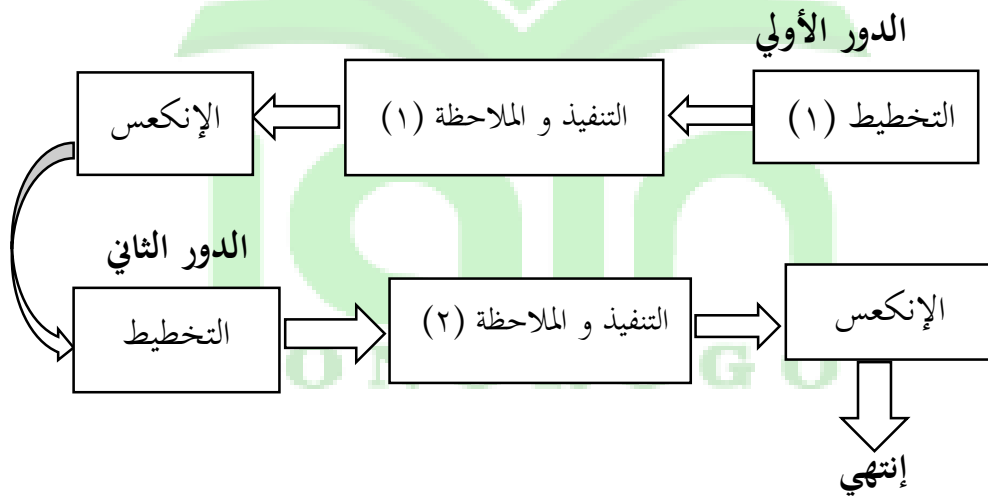 الدور الأولي
التخطيط (١)
التنفيذ و الملاحظة (١)
الإنكعس
الدور الثاني
التخطيط
التنفيذ و الملاحظة (٢)
الإنكعس
إنتهي